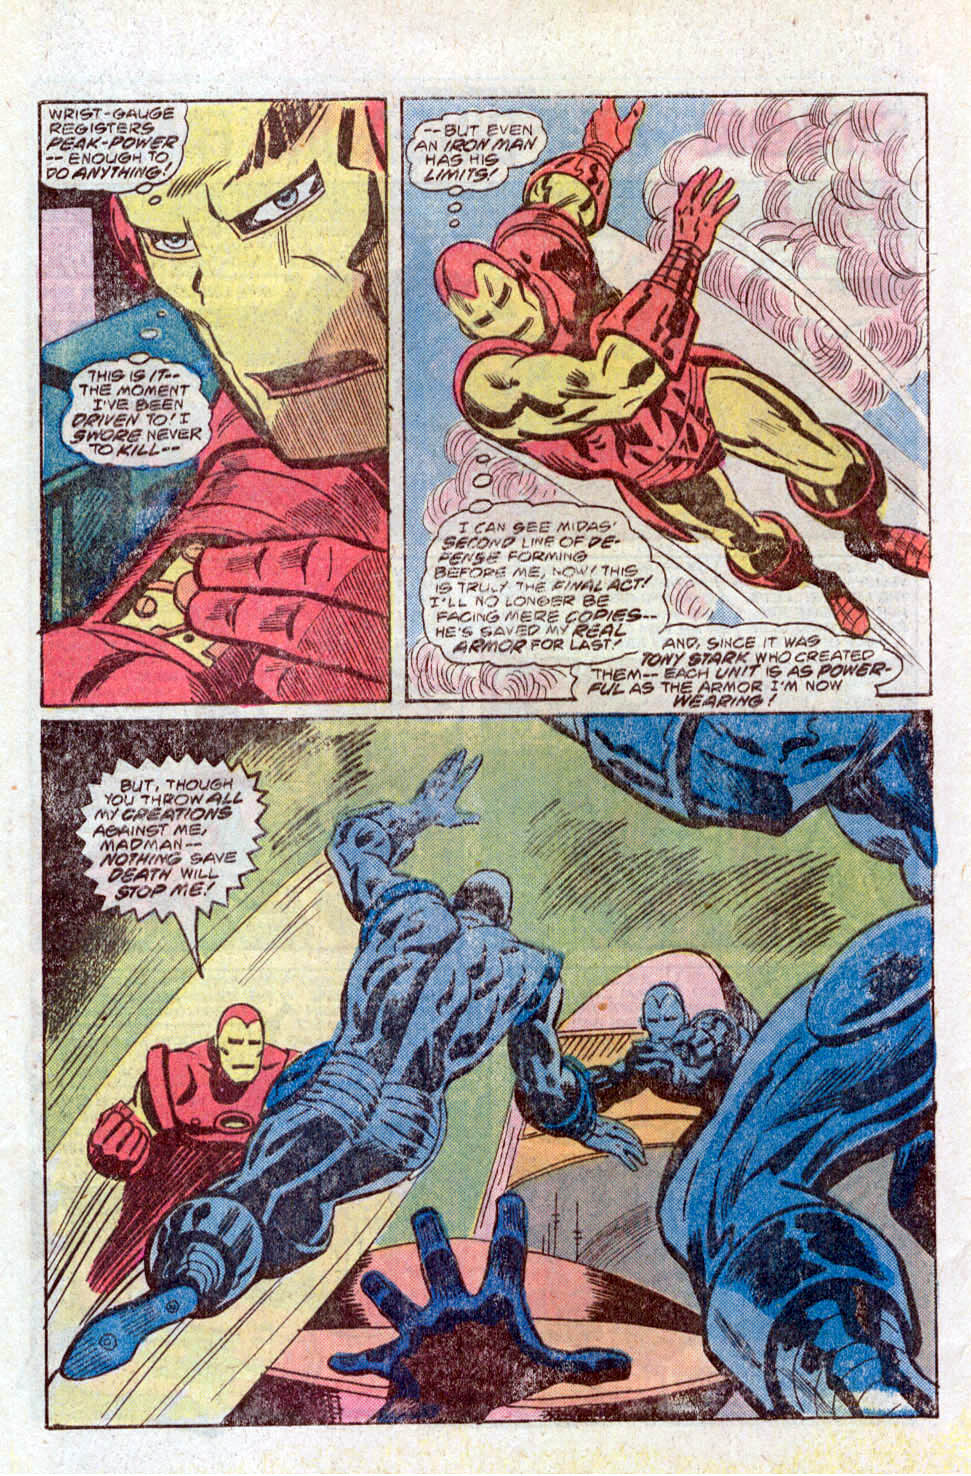 WRIST-GAUGE
REGISTERS
PEAK-POWER
-- ENOUGH TO
DO ANYTHING!
THIS IS IT--
THE MOMENT
I'VE BEEN
DRIVEN TO! I
SWORE NEVER
TO KILL--
-- BUT EVEN
AN IRON MAN
HAS HIS
LIMITS!
I CAN SEE MIDAS'
SECOND LINE OF DE-
FENSE FORMING
BEFORE ME, NOW! THIS
IS TRULY THE FINAL ACT!
I'LL NO LONGER BE
FACING MERE COPIES--
HE'S SAVED MY REAL
ARMOR FOR LAST!
AND, SINCE IT WAS
TONY STARK WHO CREATED
THEM-- EACH UNIT IS AS POWER-
FUL AS THE ARMOR I'M NOW
WEARING!
BUT, THOUGH
YOU THROW ALL
MY CREATIONS
AGAINST ME,
MADMAN--
NOTHING SAVE
DEATH WILL
STOP ME!